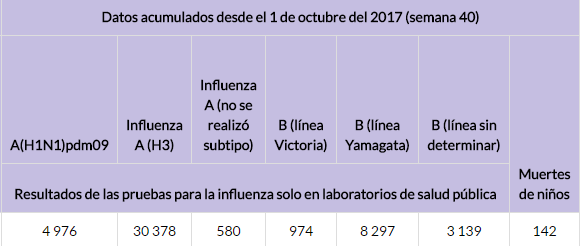 Datos acumulados desde el 1 de octubre del 2017 (semana 40)
A(H1N1)pdm09
Influenza
A (H3)
Influenza
A (no se
realizó
subtipo)
B (línea
Victoria)
B (línea
Yamagata)
B (línea sin
determinar)
Muertes
de niños
Resultados de las pruebas para la influenza solo en laboratorios de salud pública
4 976 30 378 580 974 8 297 3 139 142